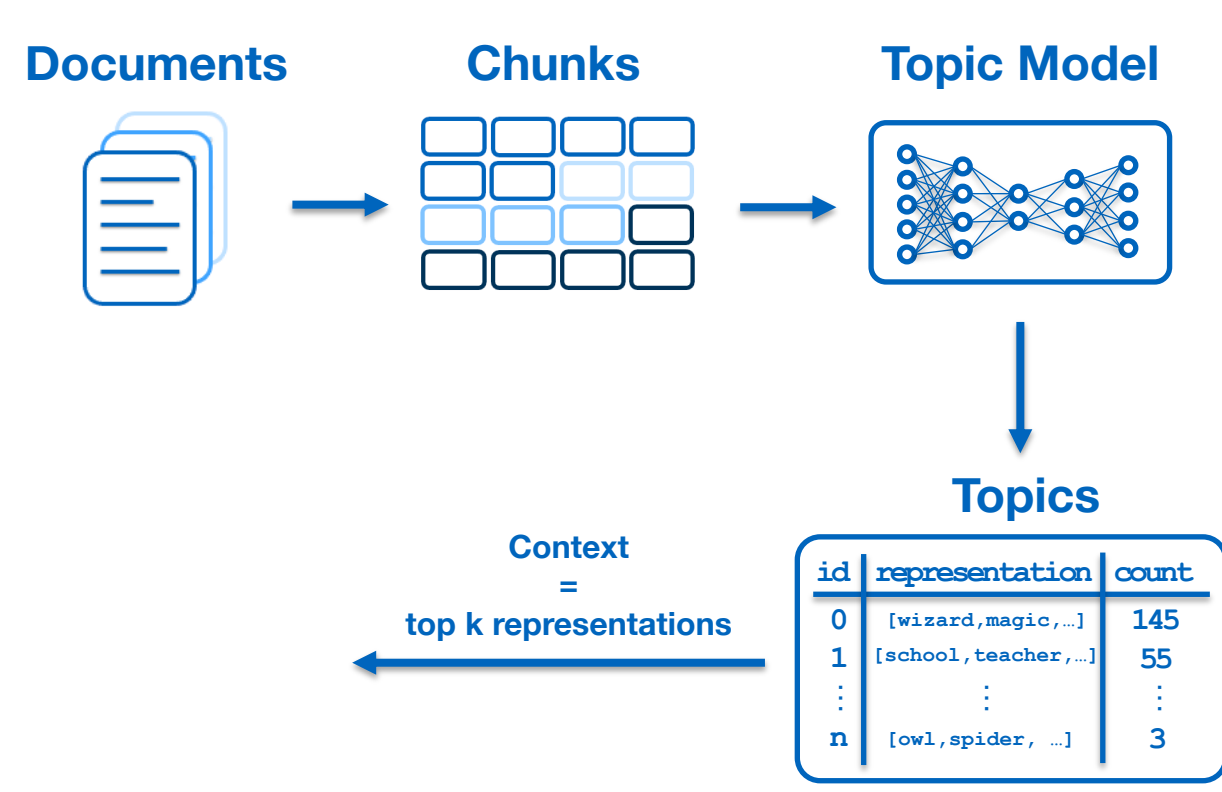 Documents
Chunks
Topic Model
Topics
Context
=
top k representations
id representation count
0 [wizard,magic,…] 145
1 [school,teacher,…] 55
⋮ ⋮ ⋮
n [owl,spider, …] 3